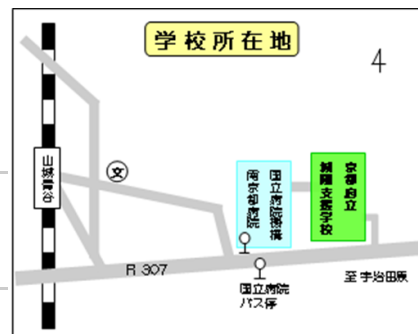 学校所在地
4
山城青谷
文
国立病院機構
南京都病院
京都府立
城陽支援学校
R 307
国立病院
バス停
至宇治田原